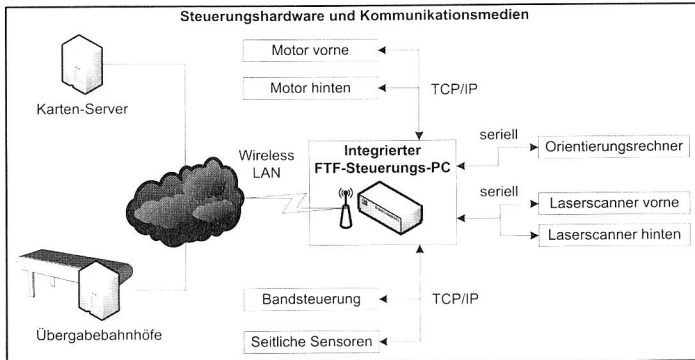 Steuerungshardware und Kommunikationsmedien
Karten-Server
Motor vorne
Motor hinten
TCP/IP
Wireless
LAN
Integrierter
FTF-Steuerungs-PC
seriell
Orientierungsrechner
seriell
Laserscanner vorne
Laserscanner hinten
Übergabebahnhöfe
Bandsteuerung
TCP/IP
Seitliche Sensoren